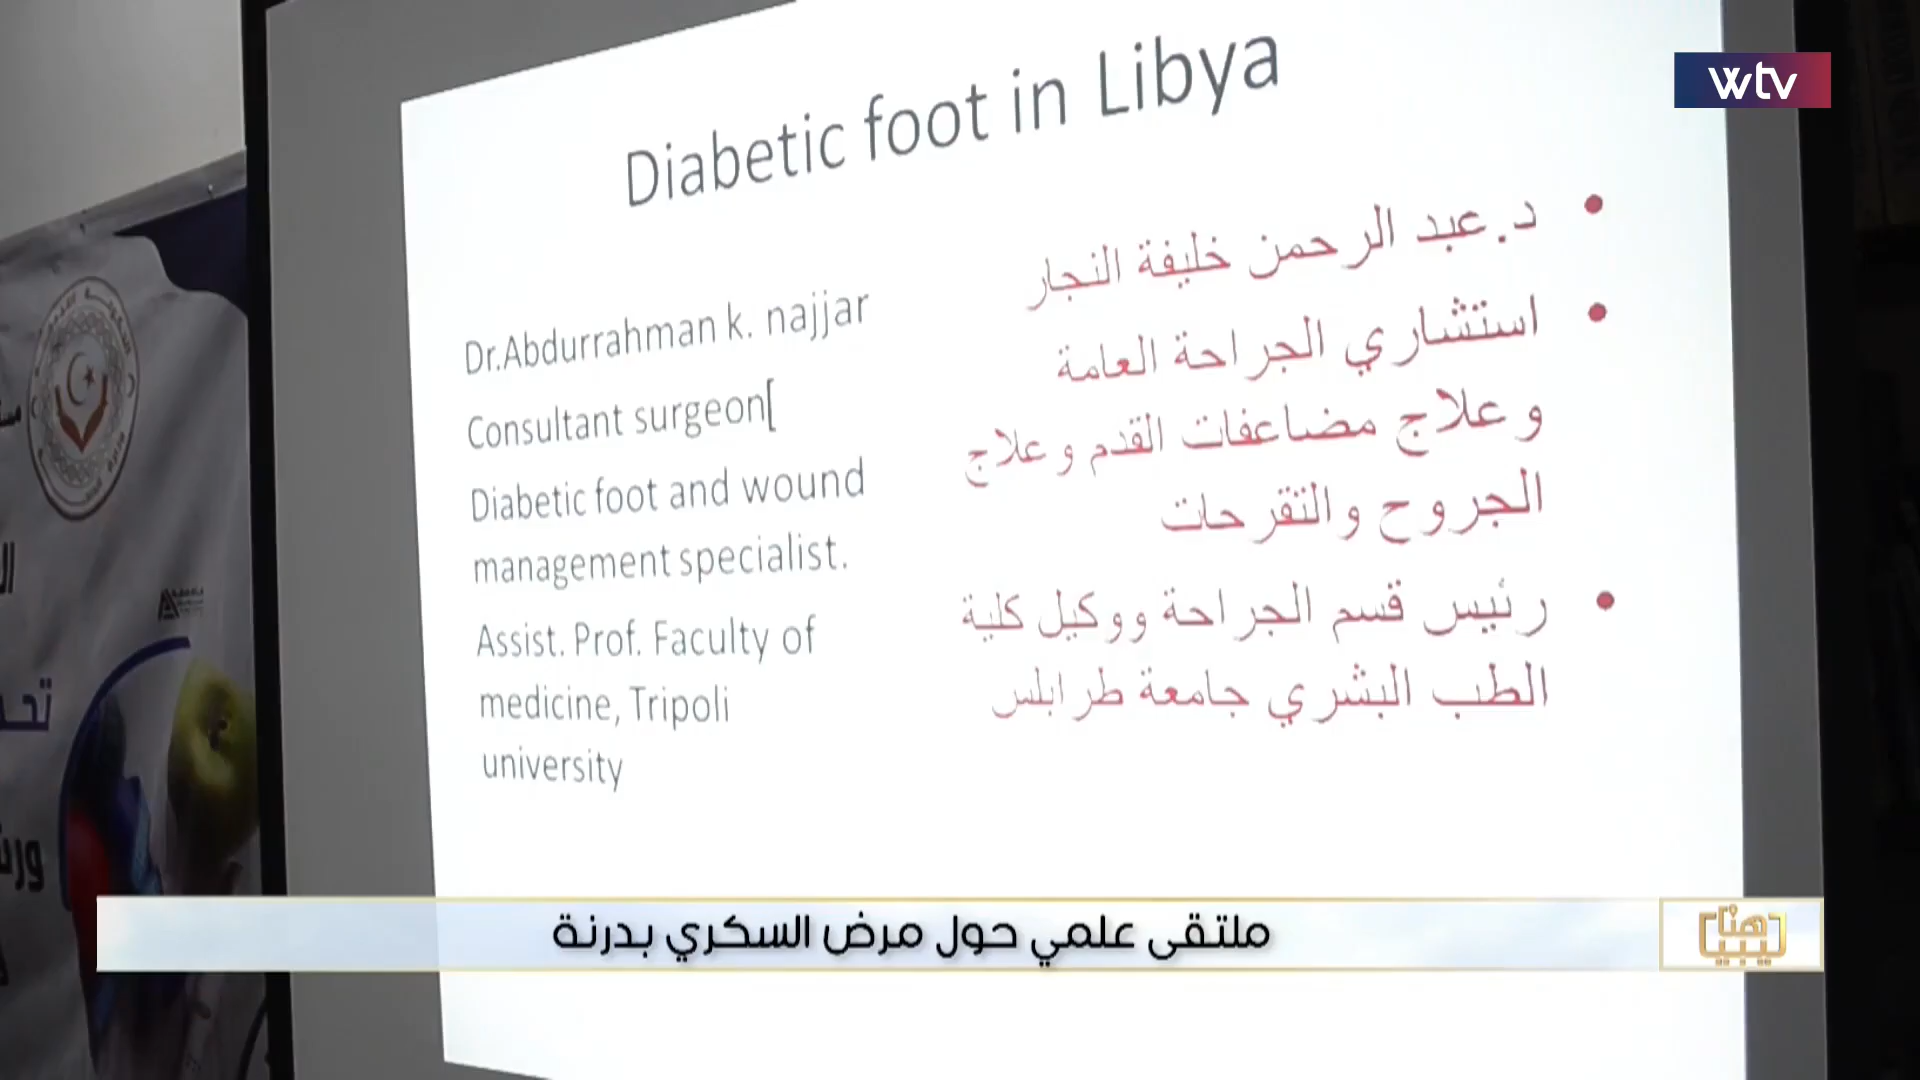 wtv
Diabetic foot in Libya
Dr.Abdurrahman k. najjar
Consultant surgeon[
Diabetic foot and wound
management specialist.
Assist. Prof. Faculty of
medicine, Tripoli
university
• د.عبد الرحمن خليفة النجار
• استشاري الجراحة العامة
وعلاج مضاعفات القدم وعلاج
الجروح والتقرحات
• رئيس قسم الجراحة ووكيل كلية
الطب البشري جامعة طرابلس
ملتقى علمي حول مرض السكري بدرنة
هنا
ليبيا